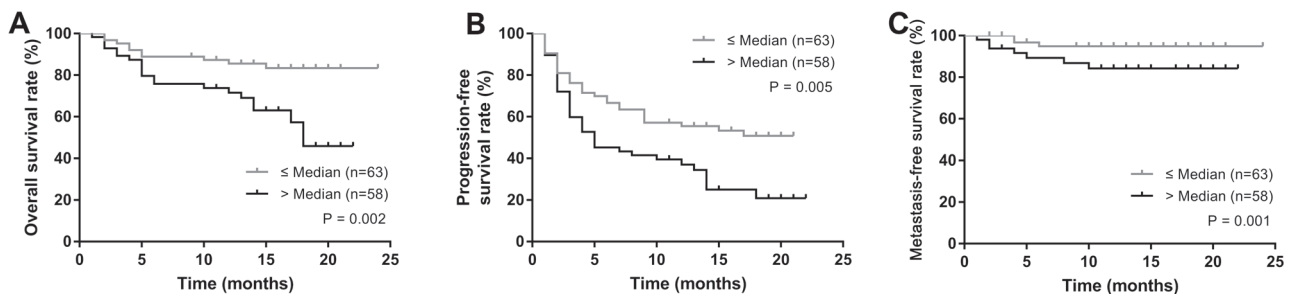 A
Overall survival rate (%)
100
80
60
40
20
0
0 5 10 15 20 25
Time (months)
≤ Median (n=63)
> Median (n=58)
P = 0.002
B
Progression-free
survival rate (%)
100
80
60
40
20
0
0 5 10 15 20 25
Time (months)
≤ Median (n=63)
> Median (n=58)
P = 0.005
C
Metastasis-free survival rate (%)
100
80
60
40
20
0
0 5 10 15 20 25
Time (months)
≤ Median (n=63)
> Median (n=58)
P = 0.001